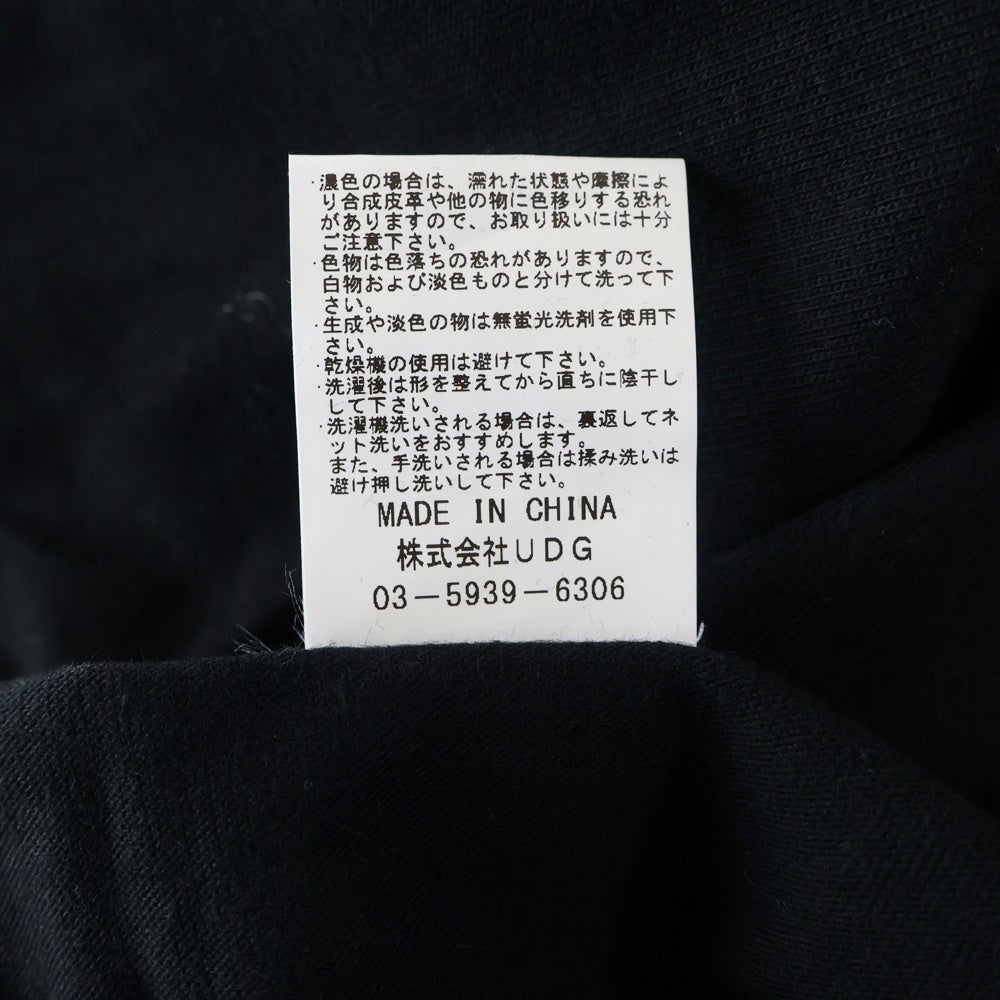 ・濃色の場合は、濡れた状態や摩擦によ
り合成皮革や他の物に色移りする恐れ
がありますので、お取り扱いには十分
ご注意下さい。
・色物は色落ちの恐れがありますので、
白物および淡色ものと分けて洗って下
さい。
・生成や淡色の物は無蛍光洗剤を使用下
さい。
・乾燥機の使用は避けて下さい。
・洗濯後は形を整えてから直ちに陰干し
して下さい。
・洗濯機洗いされる場合は、裏返してネ
ット洗いをおすすめします。
また、手洗いされる場合は揉み洗いは
避け押し洗いして下さい。
MADE IN CHINA
株式会社UDG
03-5939-6306